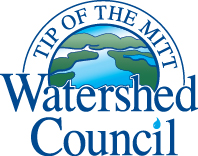 TIP OF THE MITT
Watershed
Council